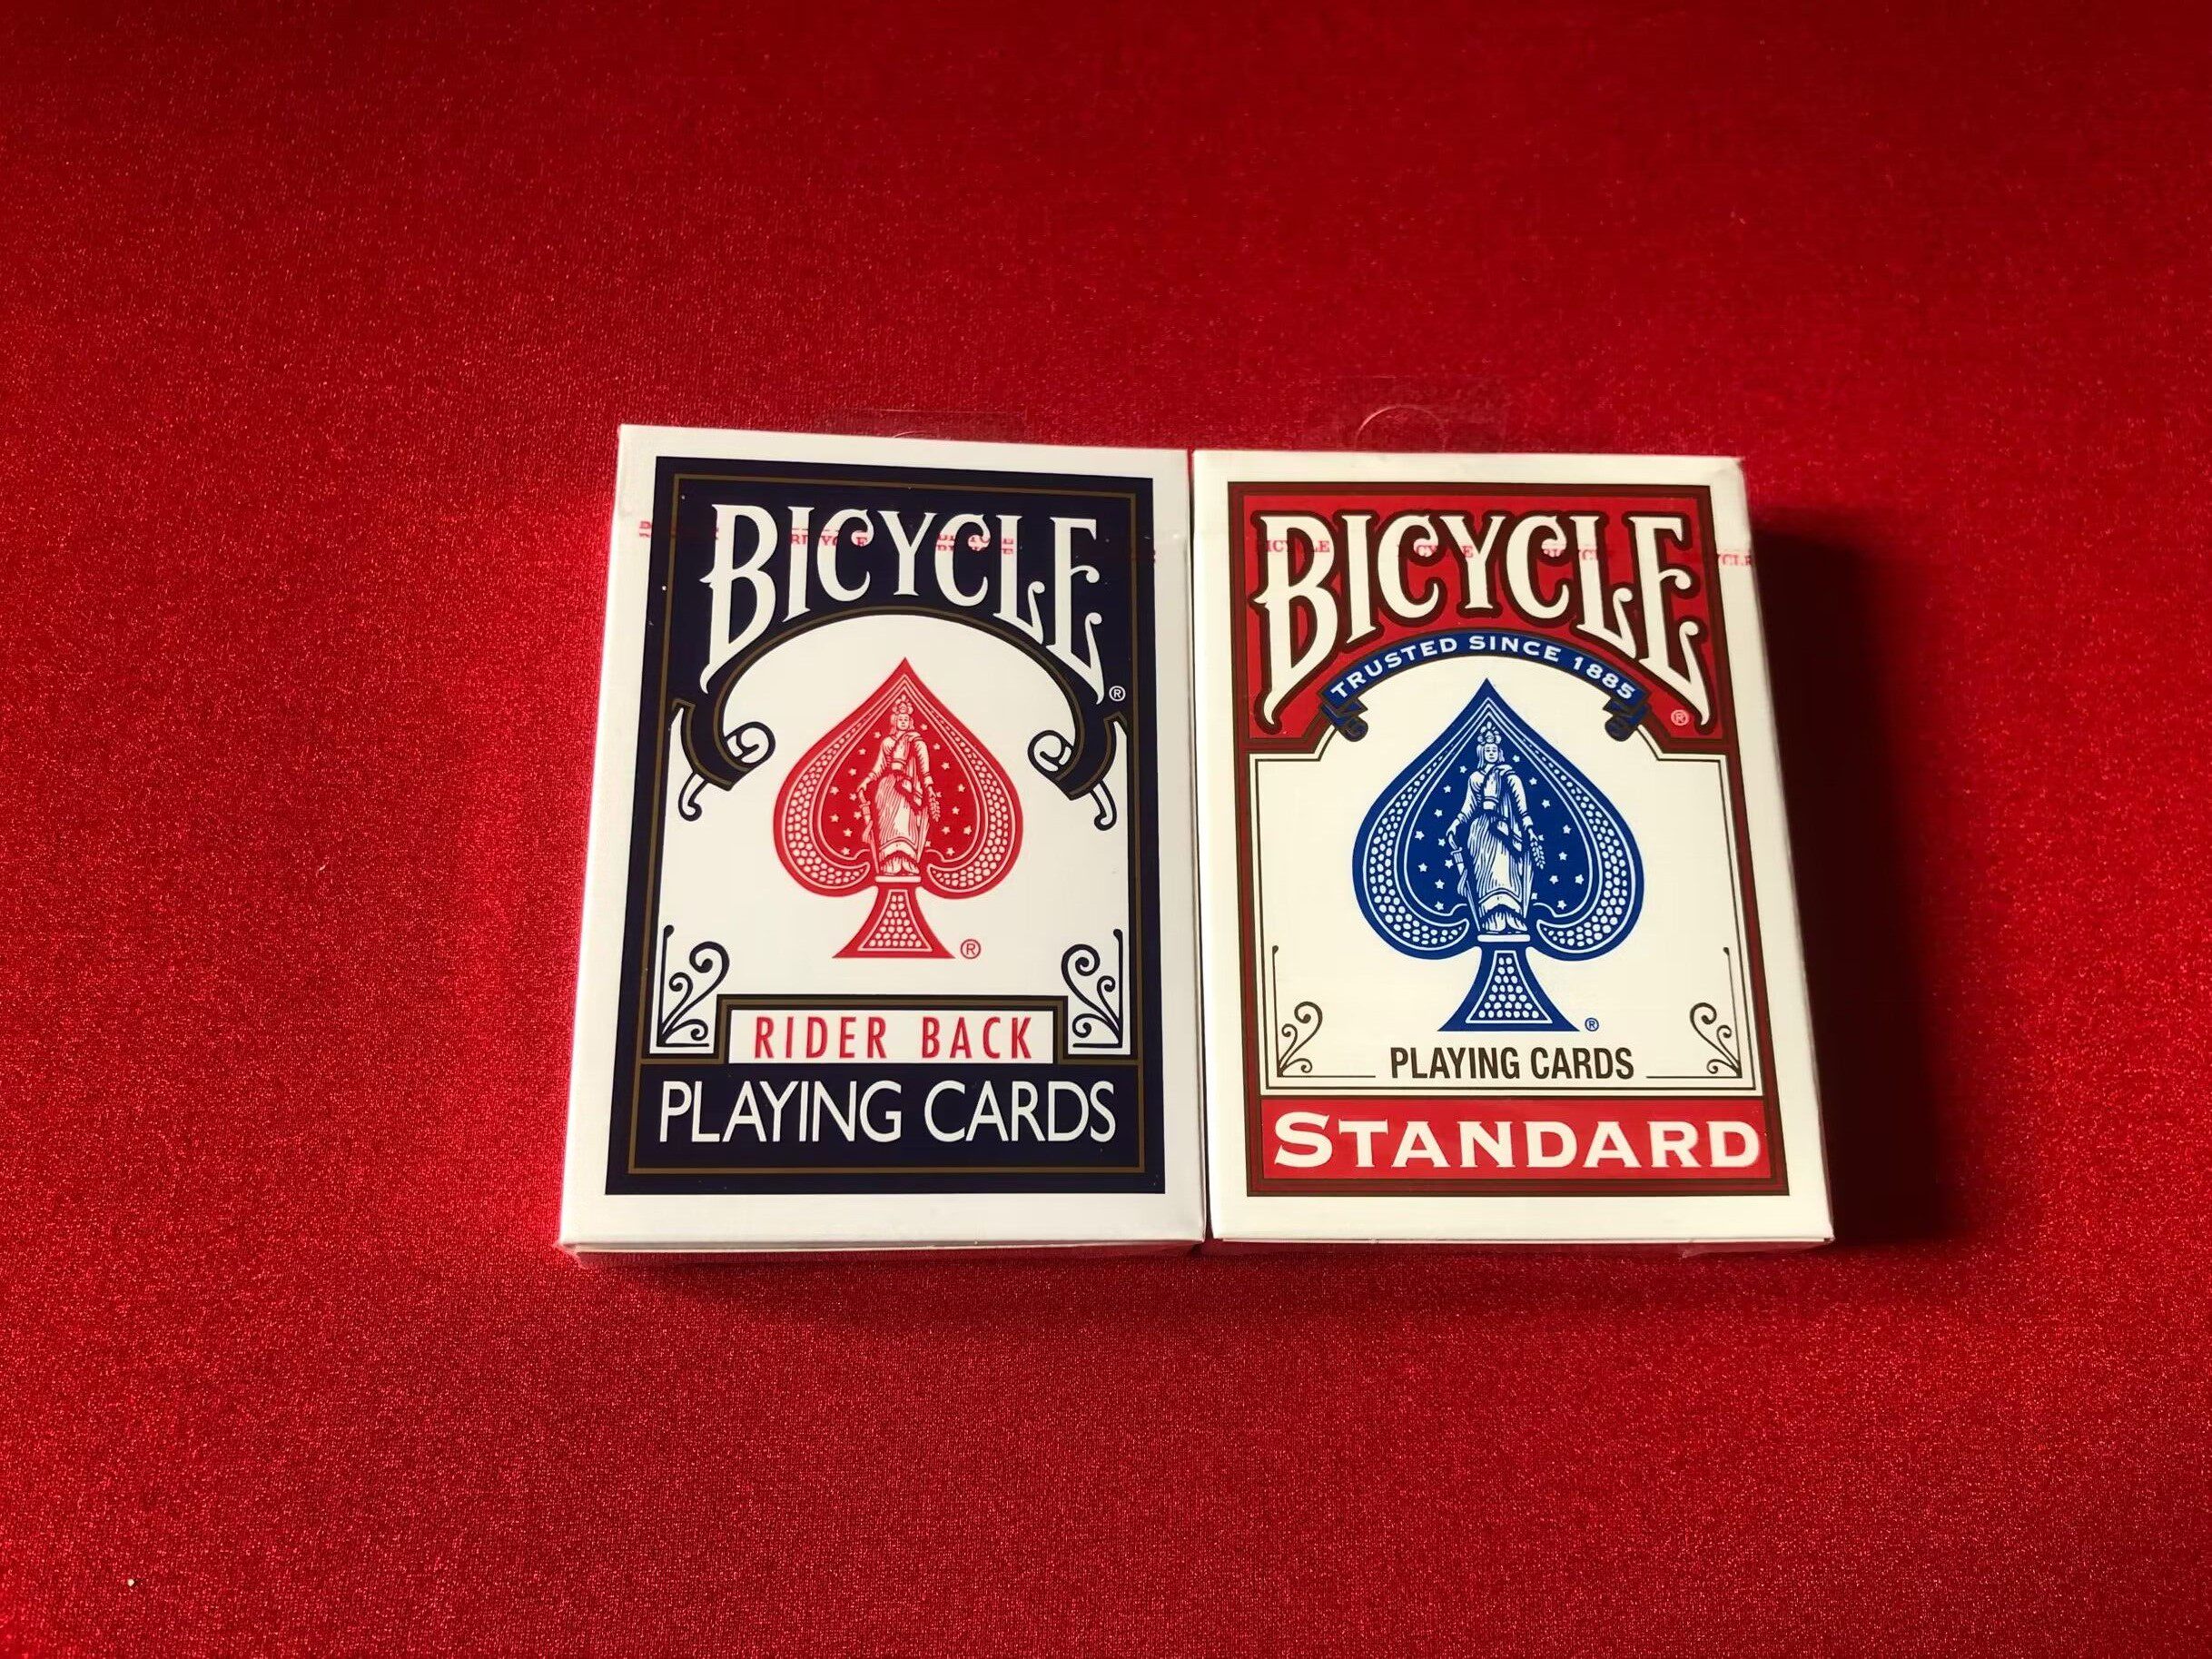 BICYCLE
®
®
RIDER BACK
PLAYING CARDS
BICYCLE
TRUSTED SINCE 1885
®
®
PLAYING CARDS
STANDARD